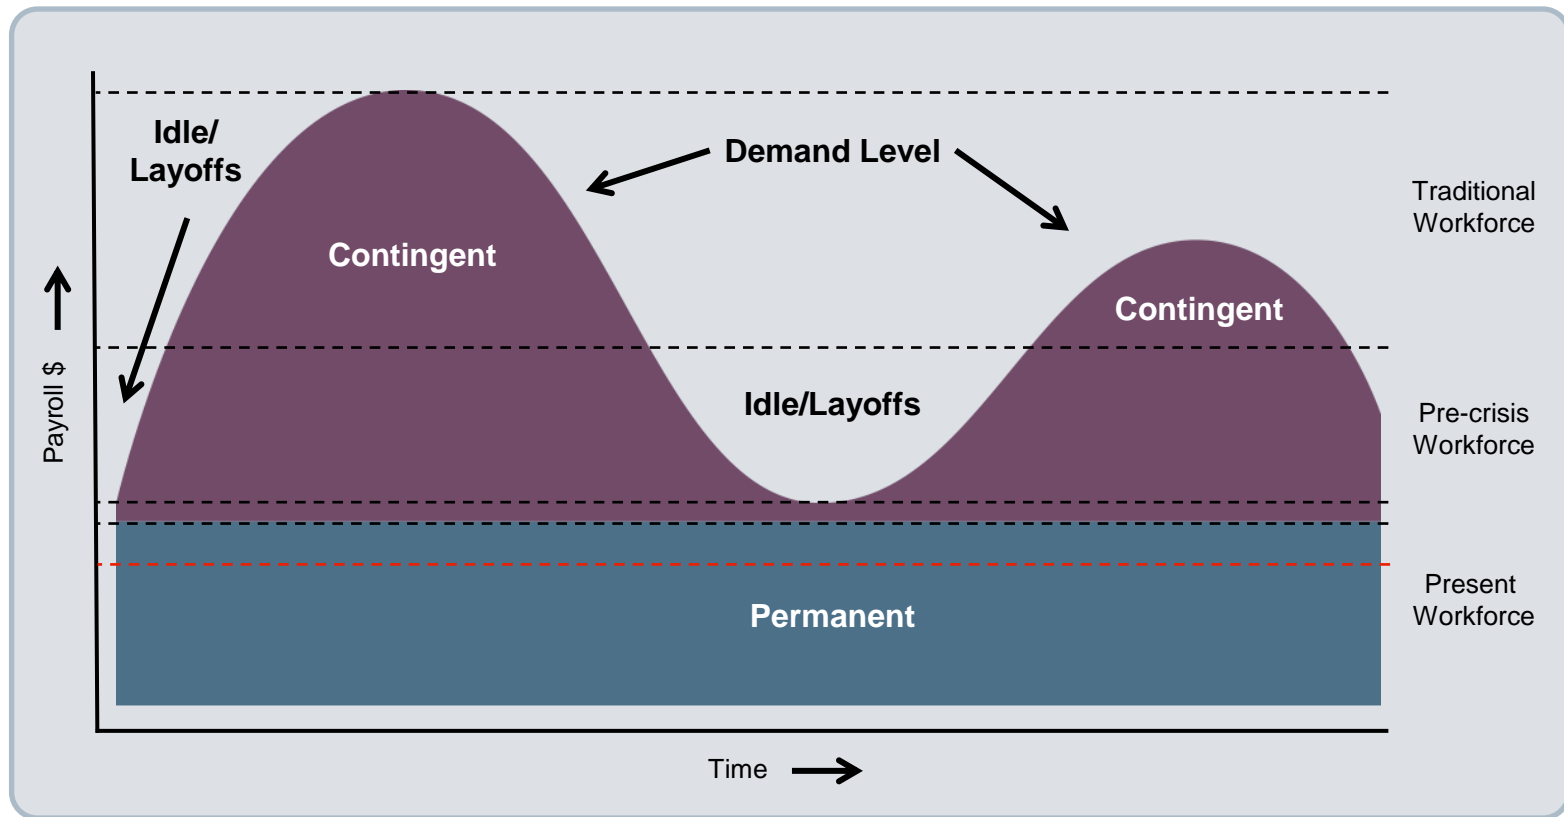 Idle/
Layoffs
Demand Level
Traditional
Workforce
Contingent
Contingent
Payroll $
Idle/Layoffs
Pre-crisis
Workforce
Present
Workforce
Permanent
Time